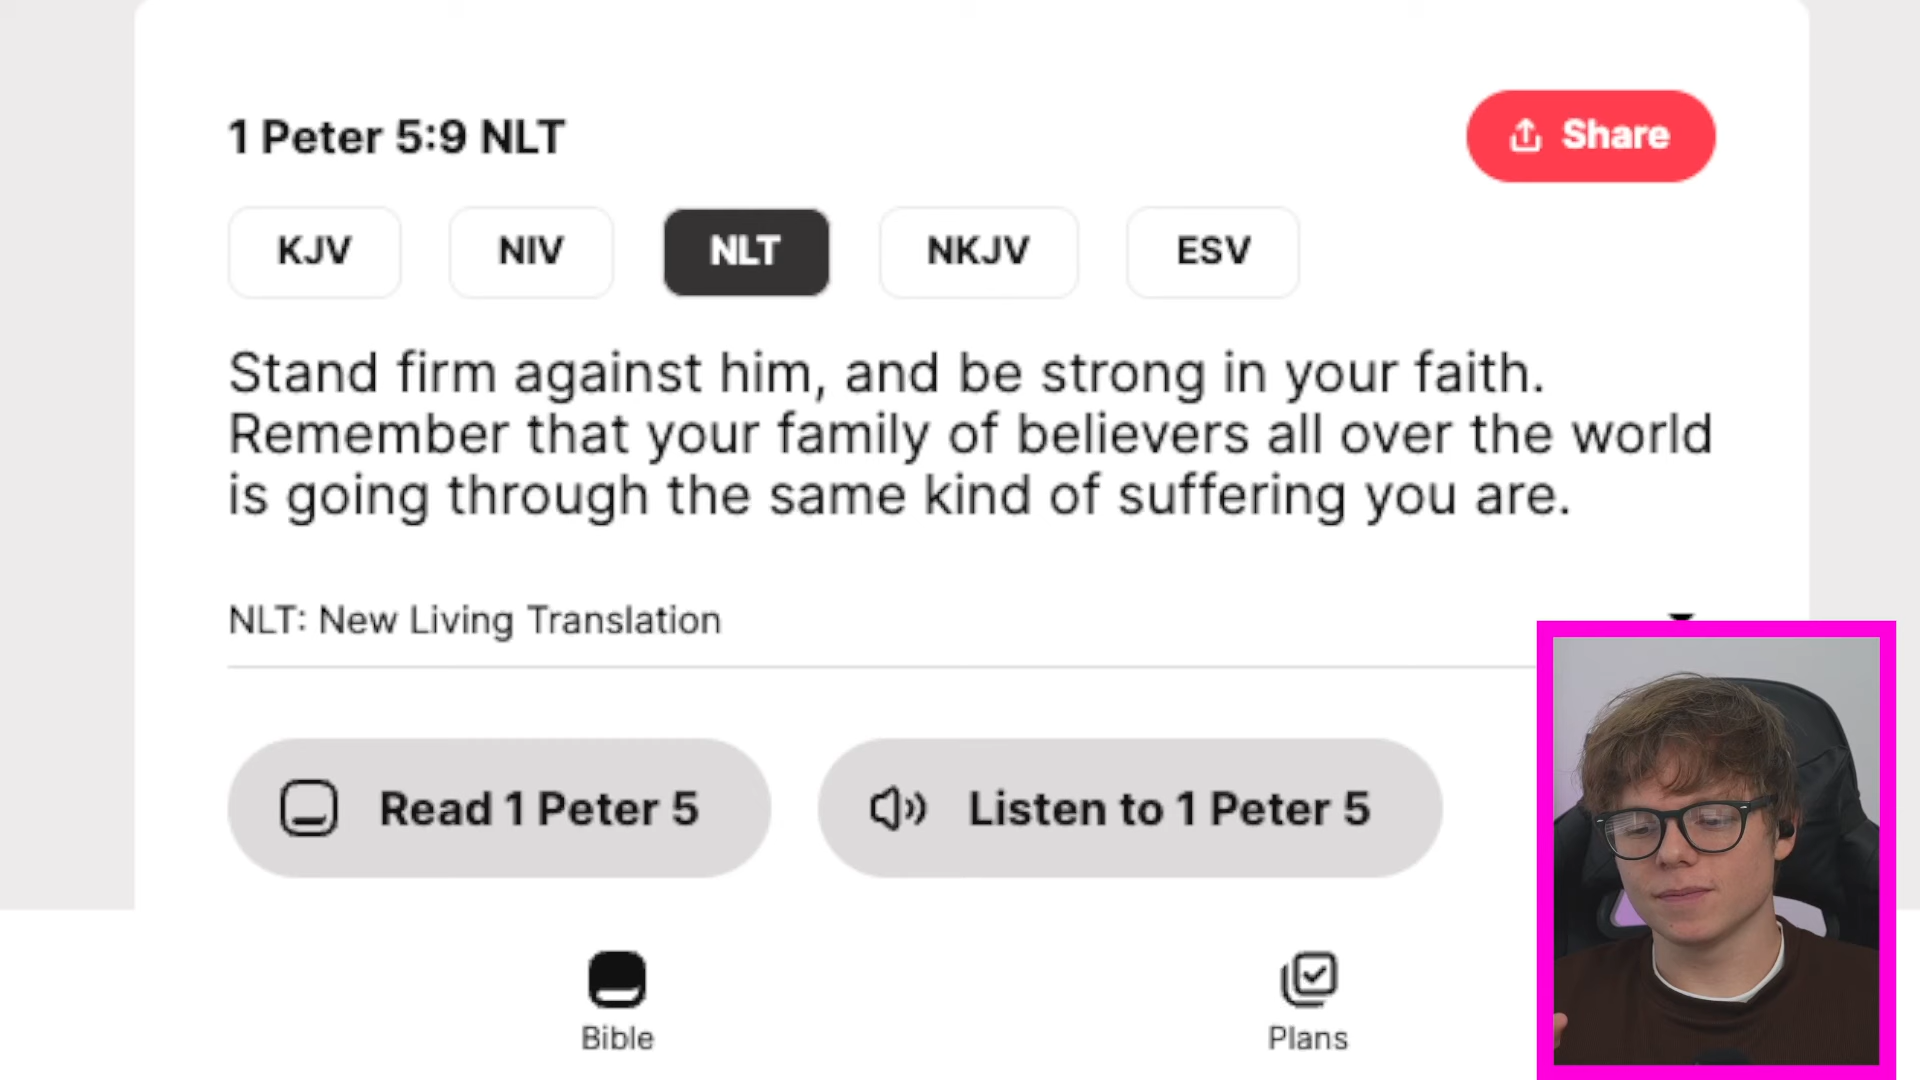 1 Peter 5:9 NLT
Share
KJV
NIV
NLT
NKJV
ESV
Stand firm against him, and be strong in your faith.
Remember that your family of believers all over the world
is going through the same kind of suffering you are.
NLT: New Living Translation
Read 1 Peter 5
Listen to 1 Peter 5
Bible
Plans